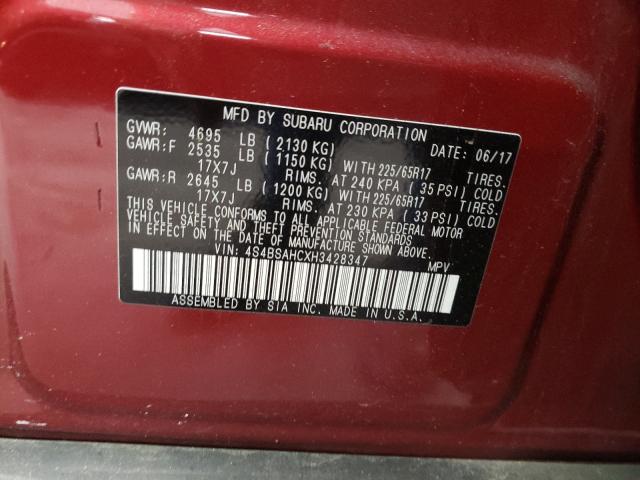 MFD BY SUBARU CORPORATION DATE: 06/17
GVWR: 4695 LB ( 2130 KG)
GAWR:F 2535 LB ( 1150 KG) WITH 225/65R17 TIRES.
17X7J RIMS. AT 240 KPA ( 35 PSI) COLD
GAWR:R 2645 LB ( 1200 KG) WITH 225/65R17 TIRES.
17X7J RIMS. AT 230 KPA ( 33 PSI) COLD
THIS VEHICLE CONFORMS TO ALL APPLICABLE FEDERAL MOTOR
VEHICLE SAFETY AND THEFT PREVENTION STANDARDS
IN EFFECT ON THE DATE OF MANUFACTURE SHOWN ABOVE.
VIN: 4S4BSAHCXH3428347 MPV
ASSEMBLED BY SIA INC. MADE IN U.S.A.